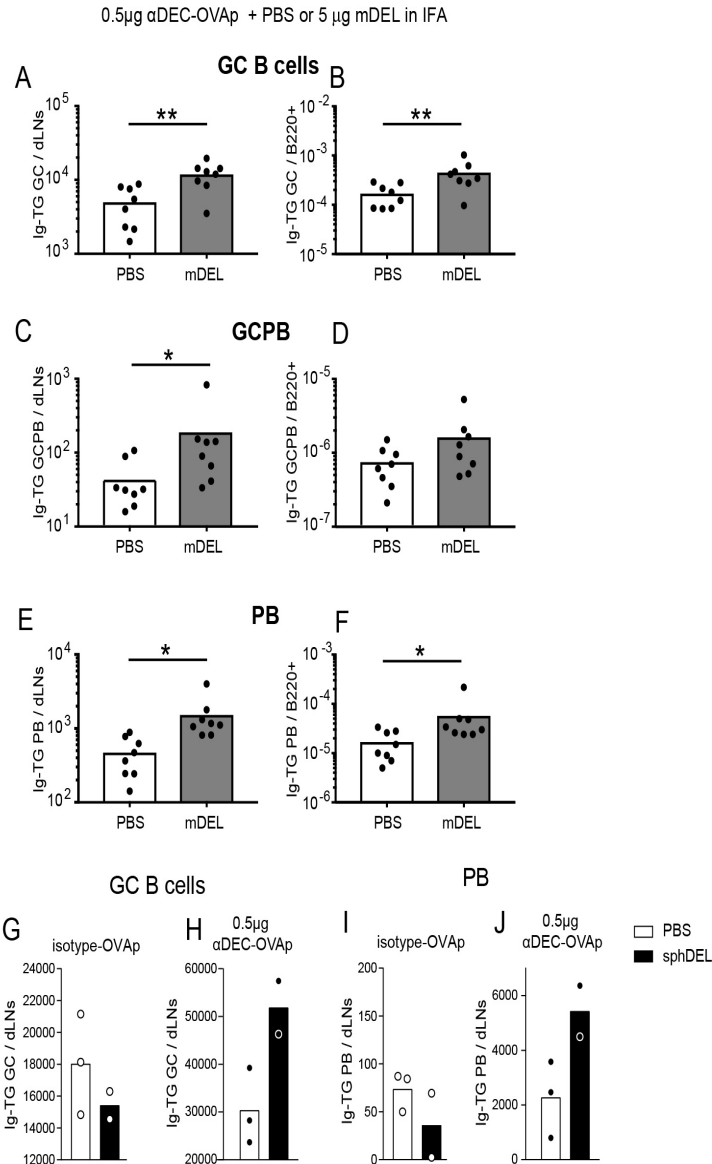 0.5µg αDEC-OVAp + PBS or 5 µg mDEL in IFA
GC B cells
A
B
**
**
Ig-TG GC / dLNs
10^5
10^4
10^3
PBS
mDEL
Ig-TG GC / B220+
10^-2
10^-3
10^-4
10^-5
PBS
mDEL
C
GCPB
D
*
Ig-TG GCPB / dLNs
10^3
10^2
10^1
PBS
mDEL
Ig-TG GCPB / B220+
10^-5
10^-6
10^-7
PBS
mDEL
E
PB
F
*
*
Ig-TG PB / dLNs
10^4
10^3
10^2
PBS
mDEL
Ig-TG PB / B220+
10^-3
10^-4
10^-5
10^-6
PBS
mDEL
GC B cells
PB
G
isotype-OVAp
Ig-TG GC / dLNs
24000
22000
20000
18000
16000
14000
12000
H
0.5µg
αDEC-OVAp
Ig-TG GC / dLNs
60000
50000
40000
30000
20000
I
isotype-OVAp
Ig-TG PB / dLNs
200
150
100
50
0
J
0.5µg
αDEC-OVAp
Ig-TG PB / dLNs
6000
4000
2000
0
PBS
sphDEL